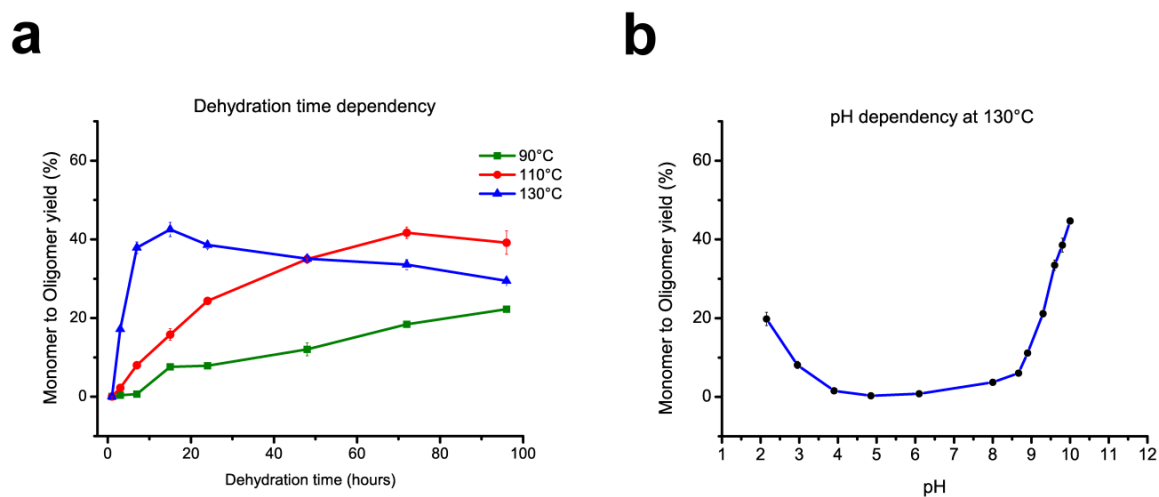 a
Dehydration time dependency
Monomer to Oligomer yield (%)
60
40
20
0
0 20 40 60 80 100
Dehydration time (hours)
90°C
110°C
130°C
b
pH dependency at 130°C
Monomer to Oligomer yield (%)
60
40
20
0
1 2 3 4 5 6 7 8 9 10 11 12
pH